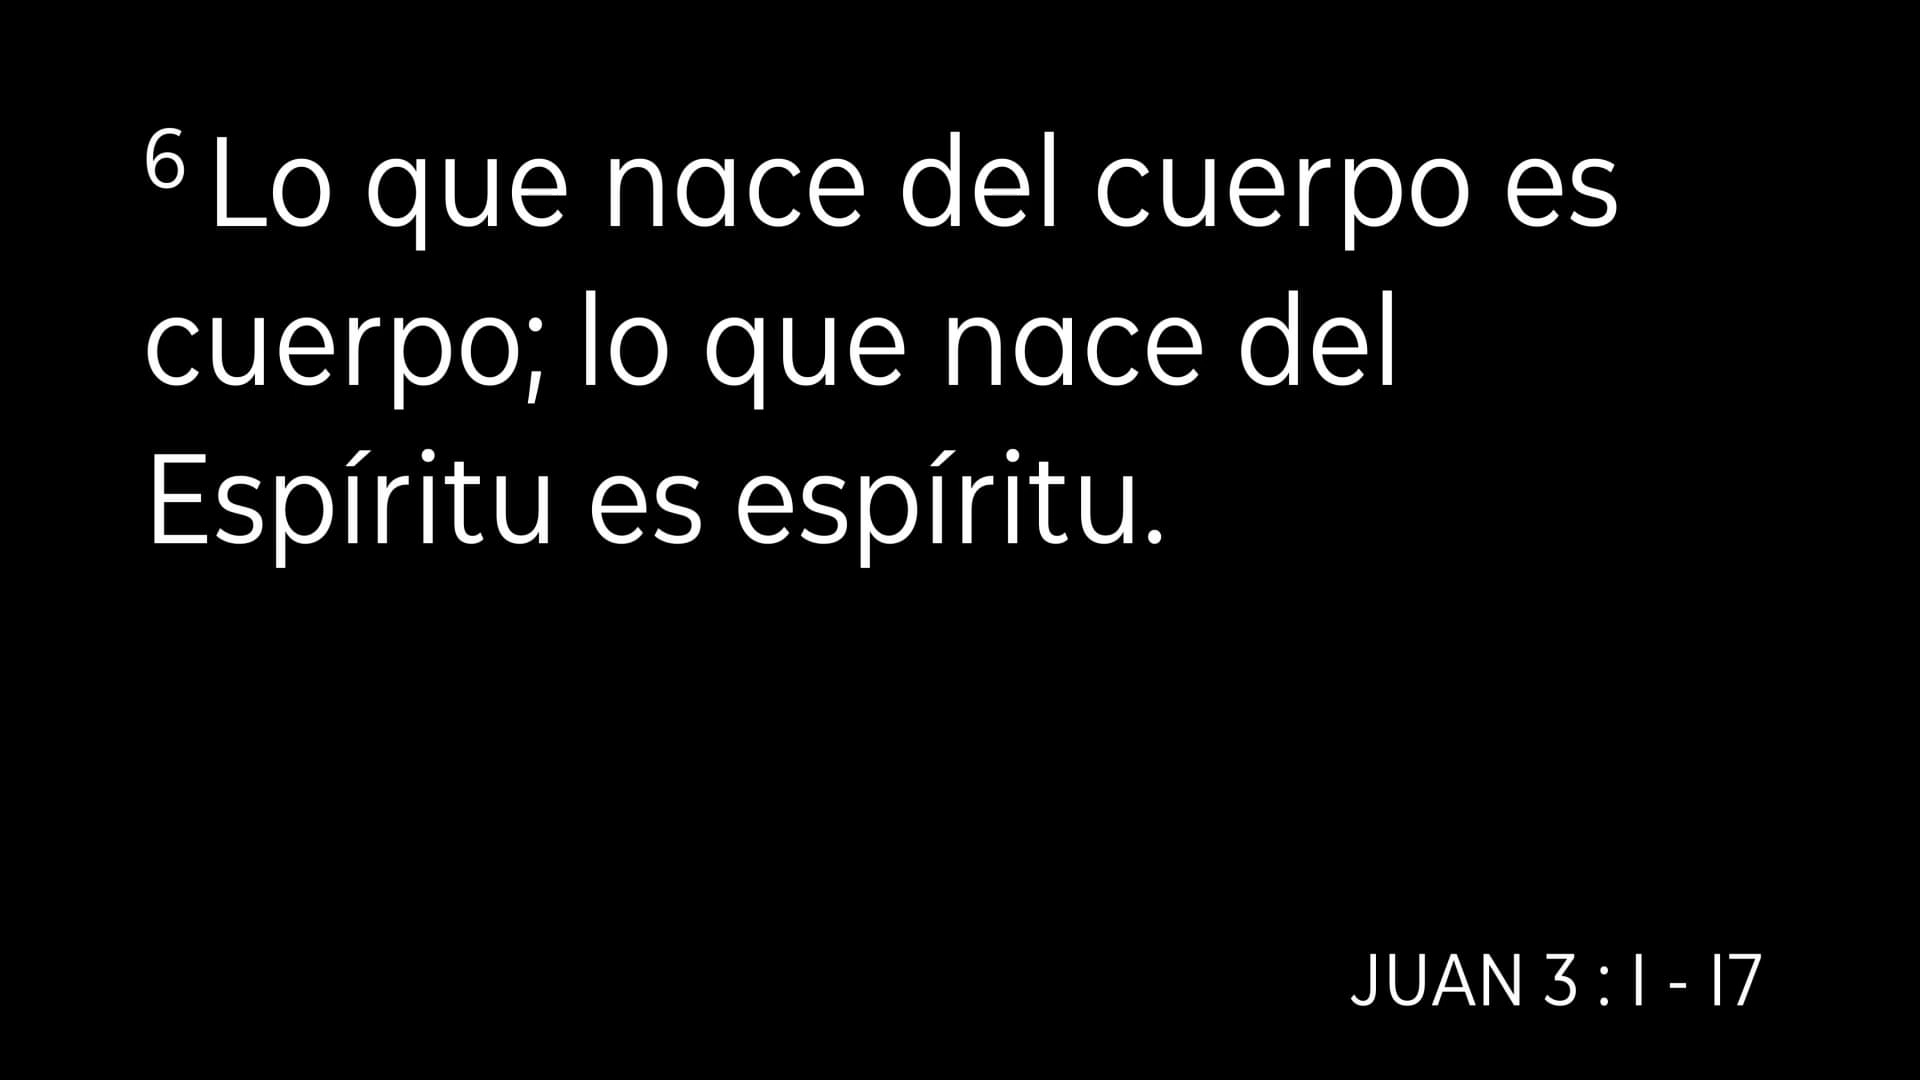 6 Lo que nace del cuerpo es
cuerpo; lo que nace del
Espíritu es espíritu.
JUAN 3 : 1 - 17